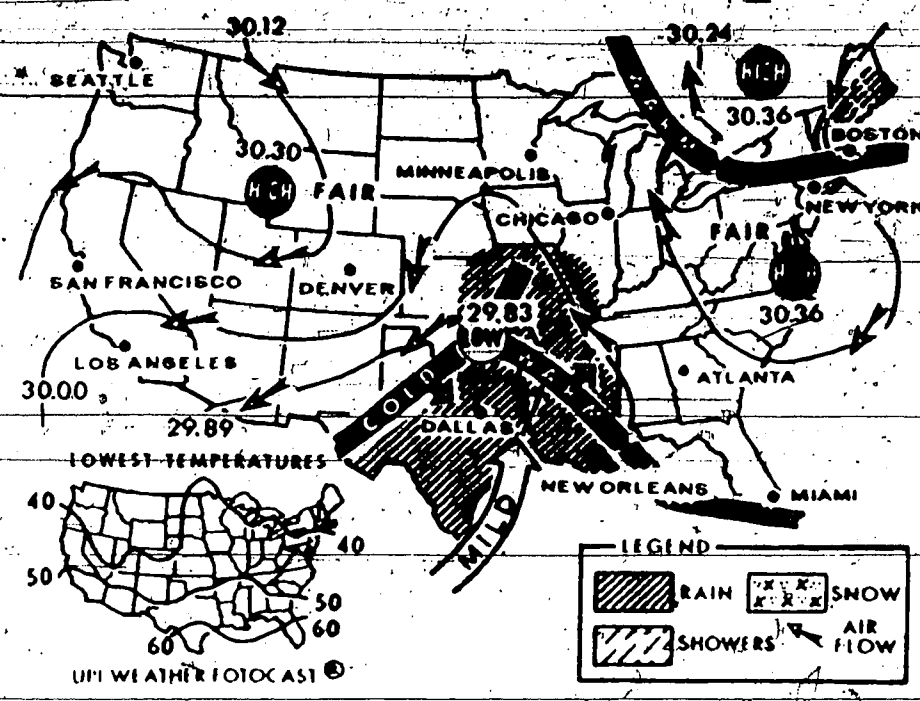 30.12
30.24
SEATTLE
HIGH
30.36
BOSTON
30.30
HIGH FAIR
MINNEAPOLIS
NEW YORK
CHICAGO
FAIR
SAN FRANCISCO
DENVER
30.36
29.83
LOW
LOS ANGELES
ATLANTA
30.00
COLD
29.89
DALLAS
LOWEST TEMPERATURES
NEW ORLEANS
MIAMI
MILD
40
40
50
50
60
60
UPI WEATHER FOTOCAST ®
LEGEND
RAIN
SNOW
SHOWERS
AIR
FLOW